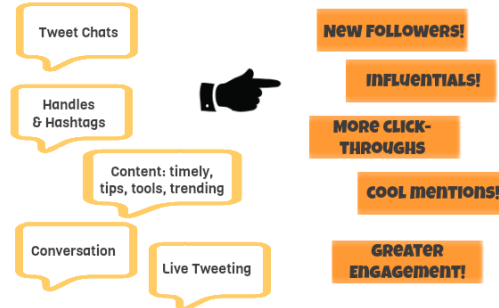 Tweet Chats
Handles
& Hashtags
Content: timely,
tips, tools, trending
Conversation
Live Tweeting
New Followers!
Influentials!
More Click-
Throughs
Cool mentions!
Greater
Engagement!